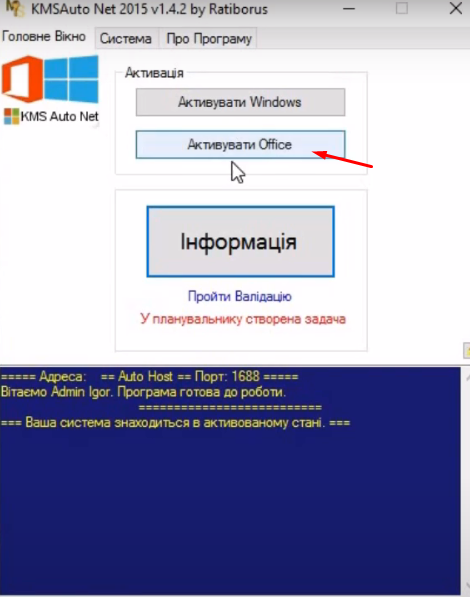 KMSAuto Net 2015 v1.4.2 by Ratiborus
Головне Вікно Система Про Програму
Активація
KMS Auto Net
Активувати Windows
Активувати Office
Інформація
Пройти Валідацію
У планувальнику створена задача
===== Адреса: == Auto Host == Порт: 1688 =====
Вітаємо Admin Igor. Програма готова до роботи.
==========================
=== Ваша система знаходиться в активованому стані. ===